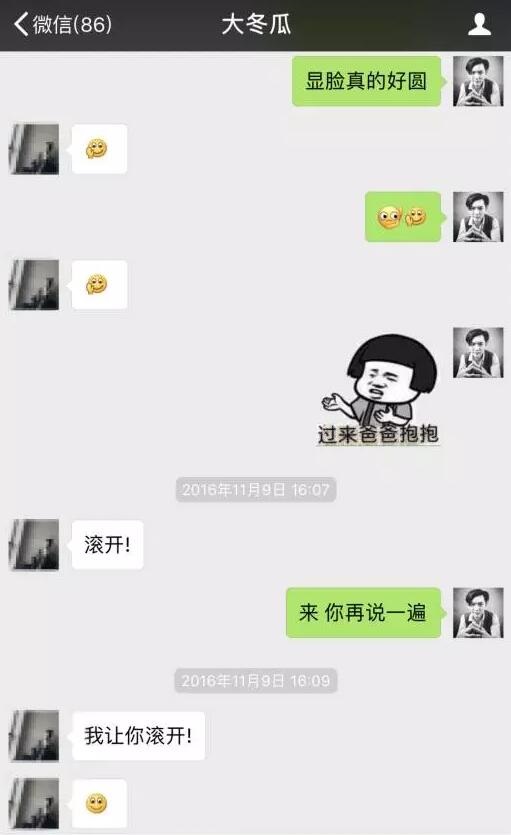 微信(86)
大冬瓜
显脸真的好圆
过来爸爸抱抱
2016年11月9日 16:07
滚开!
来 你再说一遍
2016年11月9日 16:09
我让你滚开!